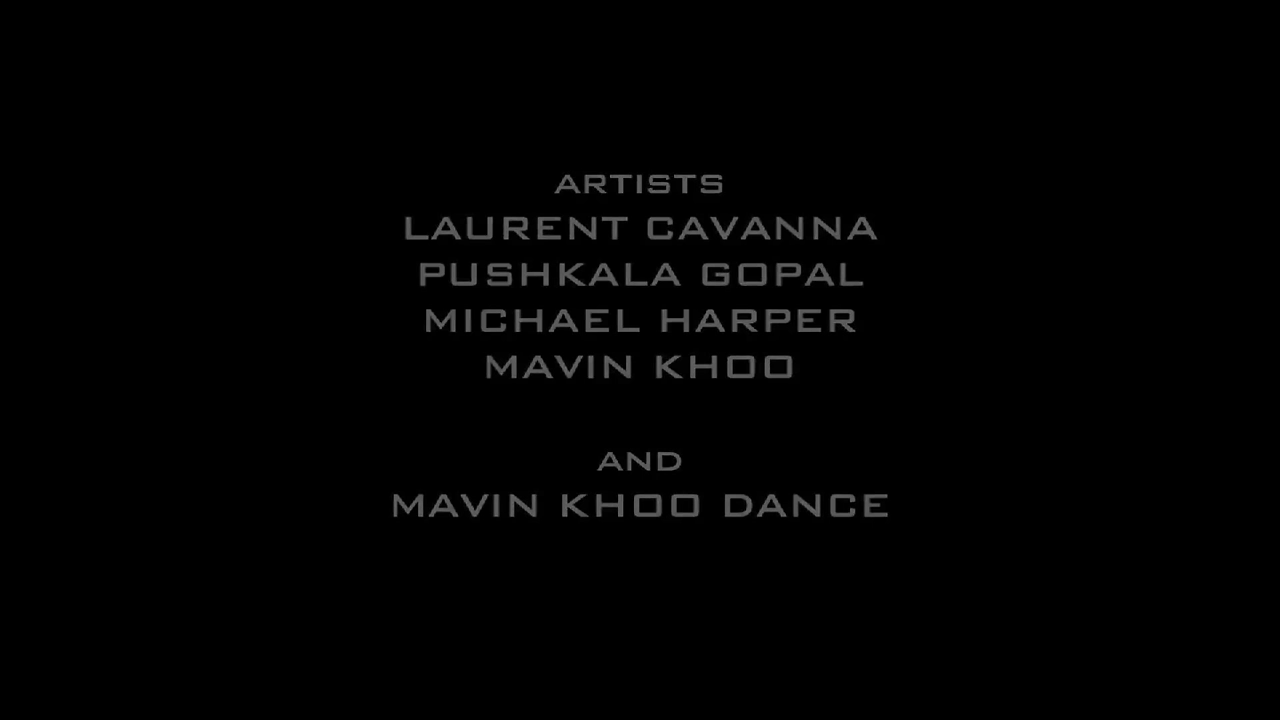 ARTISTS
LAURENT CAVANNA
PUSHKALA GOPAL
MICHAEL HARPER
MAVIN KHOO
AND
MAVIN KHOO DANCE